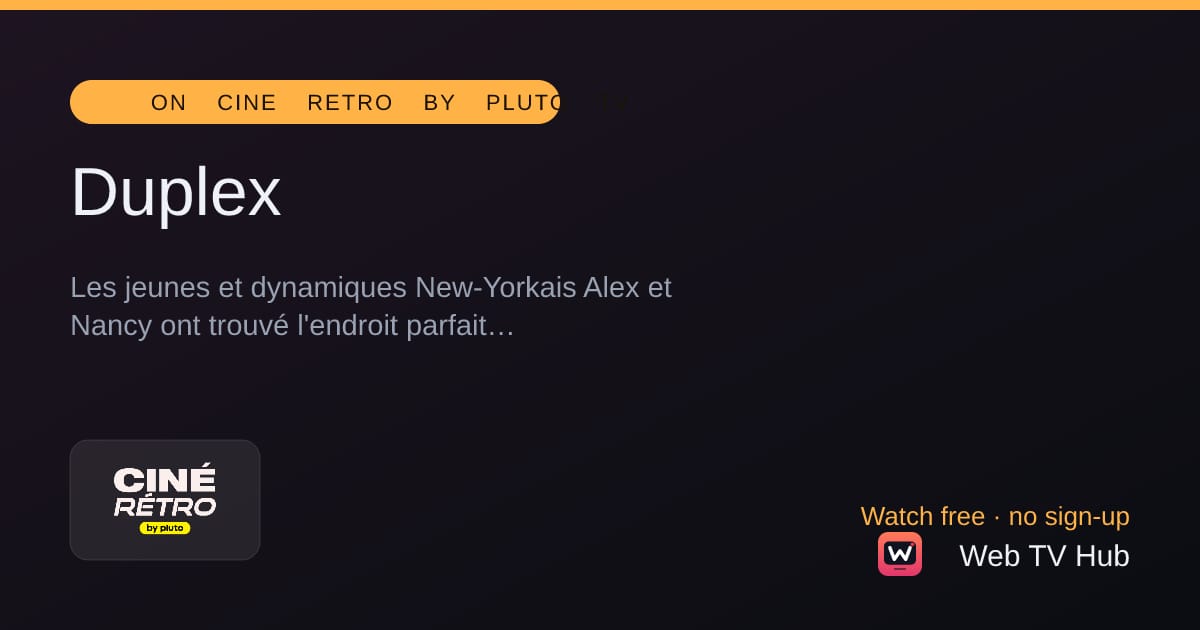 ON CINE RETRO BY PLUTO TV
Duplex
Les jeunes et dynamiques New-Yorkais Alex et
Nancy ont trouvé l'endroit parfait…
CINÉ
RÉTRO
by pluto
Watch free · no sign-up
W
Web TV Hub